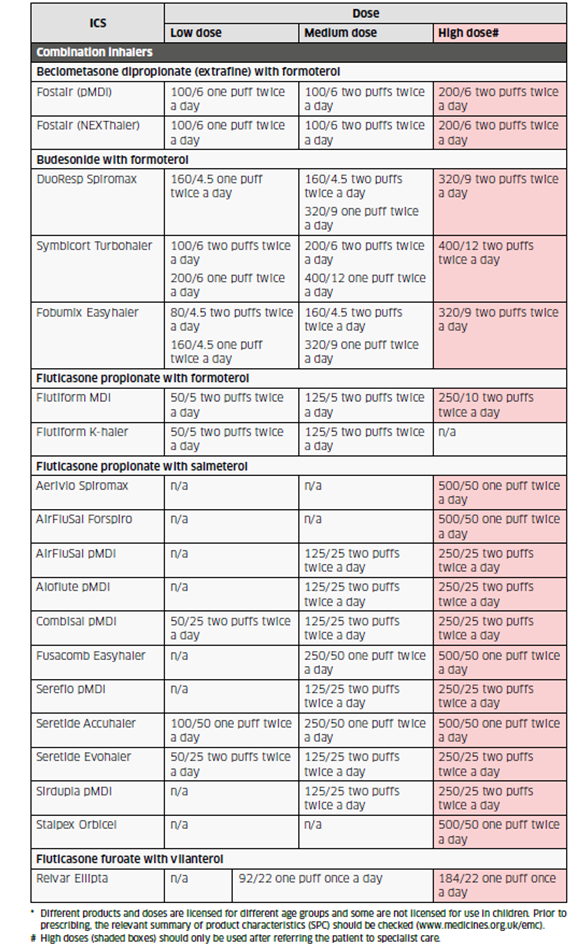 ICS
Dose
Low dose
Medium dose
High dose#
Combination Inhalers
Beclometasone dipropionate (extrafine) with formoterol
Fostair (pMDI)
100/6 one puff twice
a day
100/6 two puffs twice
a day
200/6 two puffs twice
a day
Fostair (NEXThaler)
100/6 one puff twice
a day
100/6 two puffs twice
a day
200/6 two puffs twice
a day
Budesonide with formoterol
DuoResp Spiromax
160/4.5 one puff
twice a day
160/4.5 two puffs
twice a day
320/9 one puff twice
a day
320/9 two puffs twice
a day
Symbicort Turbohaler
100/6 two puffs twice
a day
200/6 one puff twice
a day
200/6 two puffs twice
a day
400/12 one puff twice
a day
400/12 two puffs
twice a day
Fobumix Easyhaler
80/4.5 two puffs twice
a day
160/4.5 one puff
twice a day
160/4.5 two puffs
twice a day
320/9 one puff twice
a day
320/9 two puffs twice
a day
Fluticasone propionate with formoterol
Flutiform MDI
50/5 two puffs twice
a day
125/5 two puffs twice
a day
250/10 two puffs
twice a day
Flutiform K-haler
50/5 two puffs twice
a day
125/5 two puffs twice
a day
n/a
Fluticasone propionate with salmeterol
Aerivio Spiromax
n/a
n/a
500/50 one puff twice
a day
AirFluSal Forspiro
n/a
n/a
500/50 one puff twice
a day
AirFluSal pMDI
n/a
125/25 two puffs
twice a day
250/25 two puffs
twice a day
Aloflute pMDI
n/a
125/25 two puffs
twice a day
250/25 two puffs
twice a day
Combisal pMDI
50/25 two puffs twice
a day
125/25 two puffs
twice a day
250/25 two puffs
twice a day
Fusacomb Easyhaler
n/a
250/50 one puff twice
a day
500/50 one puff twice
a day
Sereflo pMDI
n/a
125/25 two puffs
twice a day
250/25 two puffs
twice a day
Seretide Accuhaler
100/50 one puff twice
a day
250/50 one puff twice
a day
500/50 one puff twice
a day
Seretide Evohaler
50/25 two puffs twice
a day
125/25 two puffs
twice a day
250/25 two puffs
twice a day
Sirdupla pMDI
n/a
125/25 two puffs
twice a day
250/25 two puffs
twice a day
Stalpex Orbicel
n/a
n/a
500/50 one puff twice
a day
Fluticasone furoate with vilanterol
Relvar Ellipta
n/a
92/22 one puff once a day
184/22 one puff once
a day
* Different products and doses are licensed for different age groups and some are not licensed for use in children. Prior to
prescribing, the relevant summary of product characteristics (SPC) should be checked (www.medicines.org.uk/emc).
# High doses (shaded boxes) should only be used after referring the patient to specialist care.